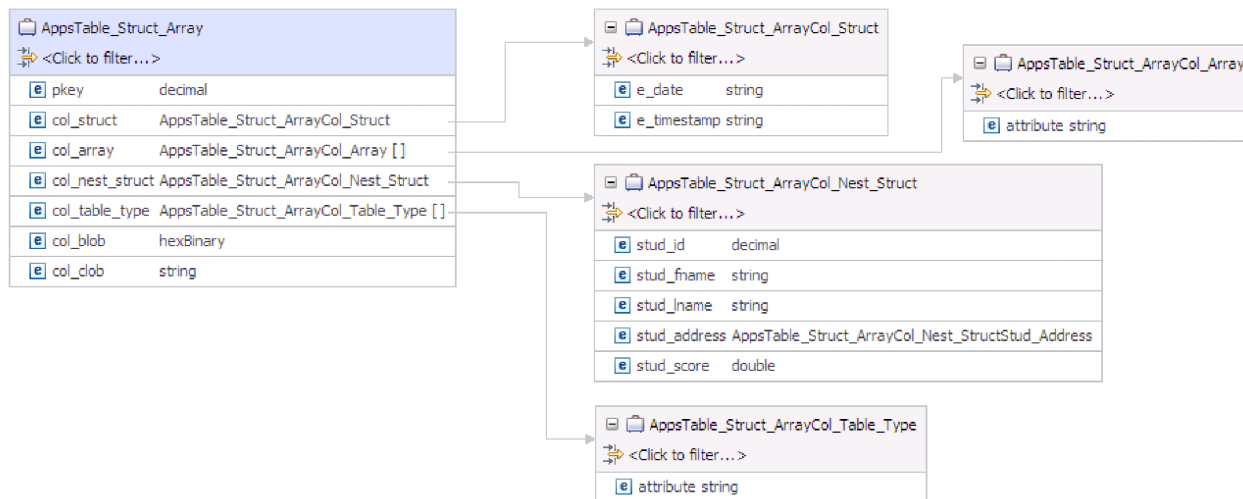 AppsTable_Struct_Array
<Click to filter...>
pkey decimal
col_struct AppsTable_Struct_ArrayCol_Struct
col_array AppsTable_Struct_ArrayCol_Array [ ]
col_nest_struct AppsTable_Struct_ArrayCol_Nest_Struct
col_table_type AppsTable_Struct_ArrayCol_Table_Type [ ]
col_blob hexBinary
col_clob string
AppsTable_Struct_ArrayCol_Struct
<Click to filter...>
e_date string
e_timestamp string
AppsTable_Struct_ArrayCol_Array
<Click to filter...>
attribute string
AppsTable_Struct_ArrayCol_Nest_Struct
<Click to filter...>
stud_id decimal
stud_fname string
stud_lname string
stud_address AppsTable_Struct_ArrayCol_Nest_StructStud_Address
stud_score double
AppsTable_Struct_ArrayCol_Table_Type
<Click to filter...>
attribute string